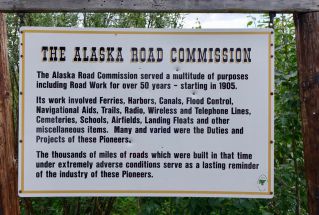 THE ALASKA ROAD COMMISSION
The Alaska Road Commission served a multitude of purposes
including Road Work for over 50 years - starting in 1905.
Its work involved Ferries, Harbors, Canals, Flood Control,
Navigational Aids, Trails, Radio, Wireless and Telephone Lines,
Cemeteries, Schools, Airfields, Landing Floats and other
miscellaneous items. Many and varied were the Duties and
Projects of these Pioneers.
The thousands of miles of roads which were built in that time
under extremely adverse conditions serve as a lasting reminder
of the industry of these Pioneers.